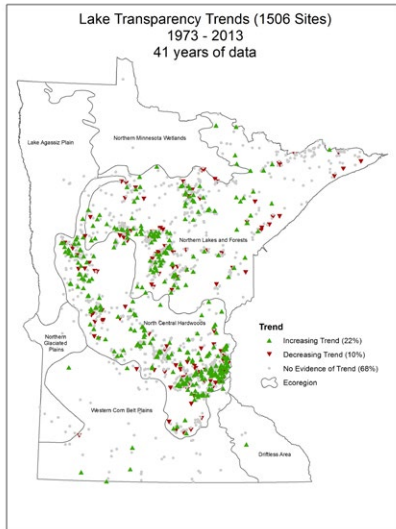 Lake Transparency Trends (1506 Sites)
1973 - 2013
41 years of data
Lake Agassiz Plain
Northern Minnesota Wetlands
Northern Lakes and Forests
North Central Hardwoods
Northern
Glaciated
Plains
Western Corn Belt Plains
Driftless Area
Trend
Increasing Trend (22%)
Decreasing Trend (10%)
No Evidence of Trend (68%)
Ecoregion